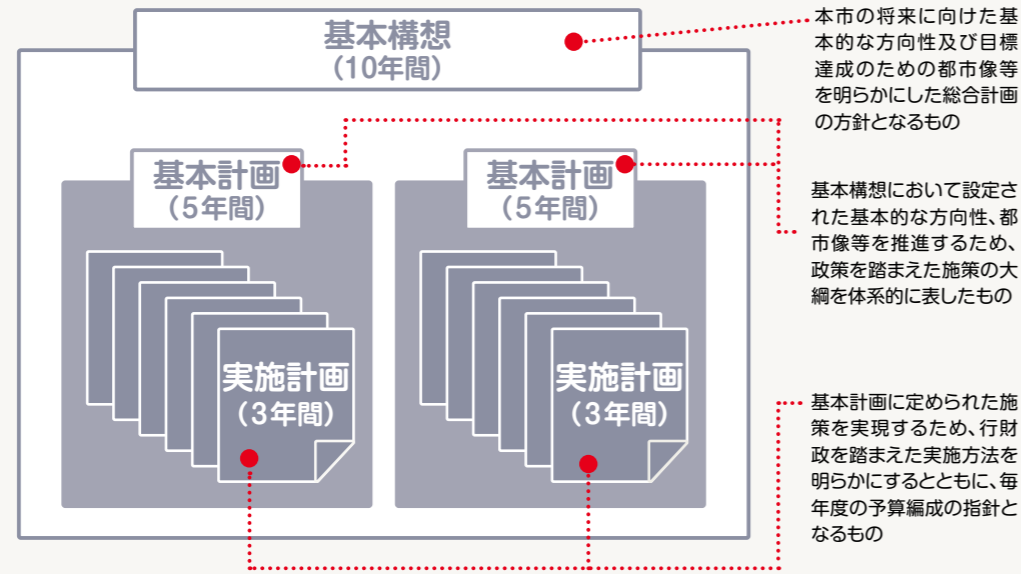 基本構想
（10年間）
本市の将来に向けた基
本的な方向性及び目標
達成のための都市像等
を明らかにした総合計画
の方針となるもの
基本計画
（5年間）
基本計画
（5年間）
基本構想において設定さ
れた基本的な方向性、都
市像等を推進するため、
政策を踏まえた施策の大
綱を体系的に表したもの
実施計画
（3年間）
実施計画
（3年間）
基本計画に定められた施
策を実現するため、行財
政を踏まえた実施方法を
明らかにするとともに、毎
年度の予算編成の指針と
なるもの